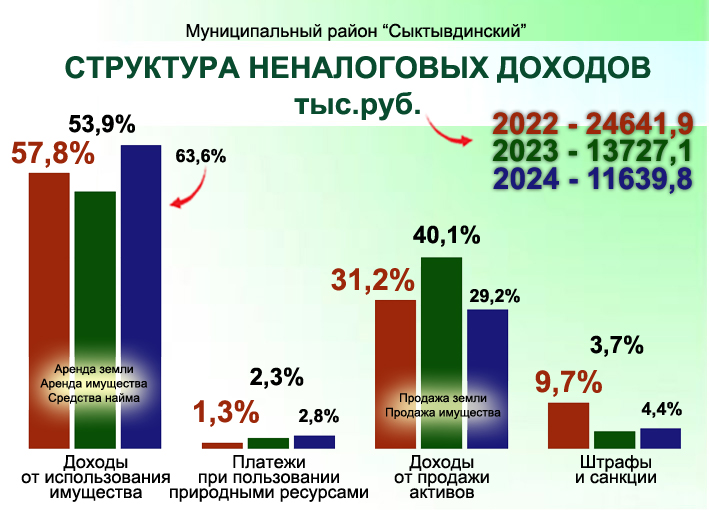 Муниципальный район “Сыктывдинский”
СТРУКТУРА НЕНАЛОГОВЫХ ДОХОДОВ
тыс.руб.
2022 - 24641,9
2023 - 13727,1
2024 - 11639,8
53,9%
57,8%
63,6%
Аренда земли
Аренда имущества
Средства найма
2,3%
1,3%
2,8%
40,1%
31,2%
29,2%
Продажа земли
Продажа имущества
3,7%
9,7%
4,4%
Доходы
от использования
имущества
Платежи
при пользовании
природными ресурсами
Доходы
от продажи
активов
Штрафы
и санкции